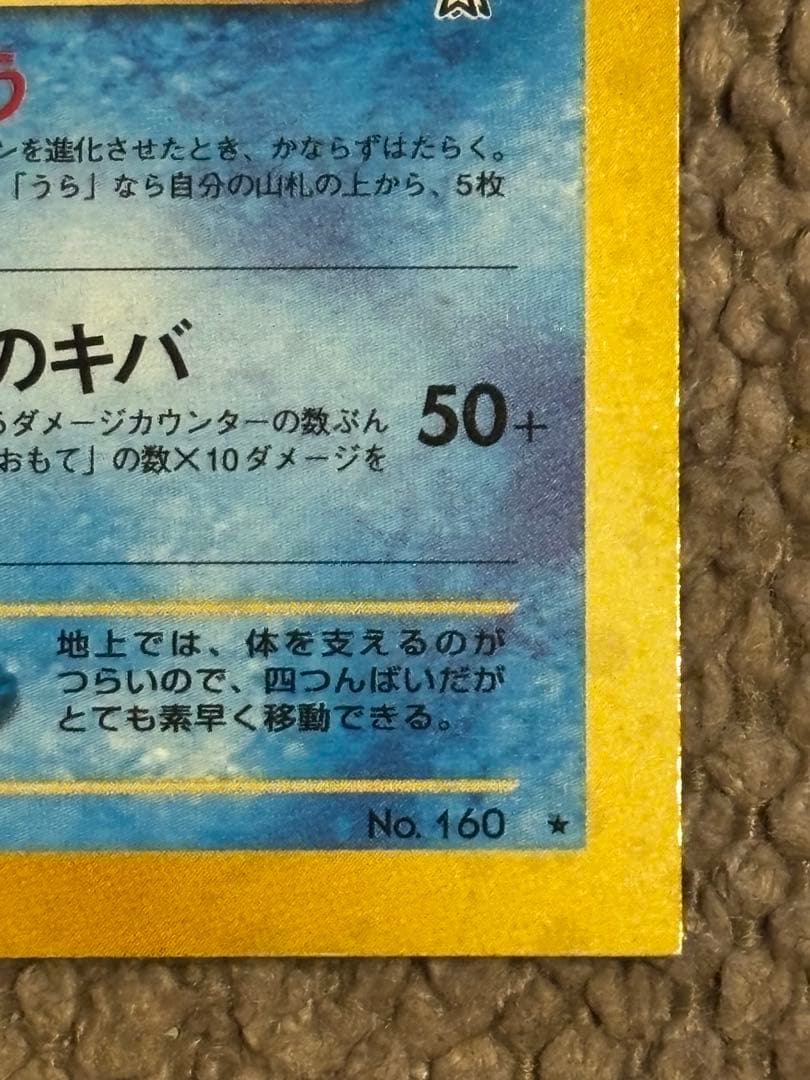 う
ンを進化させたとき、かならずはたらく。
「うら」なら自分の山札の上から、5枚
のキバ
るダメージカウンターの数ぶん
50+
おもて」の数×10ダメージを
地上では、体を支えるのが
つらいので、四つんばいだが
とても素早く移動できる。
No. 160 ★